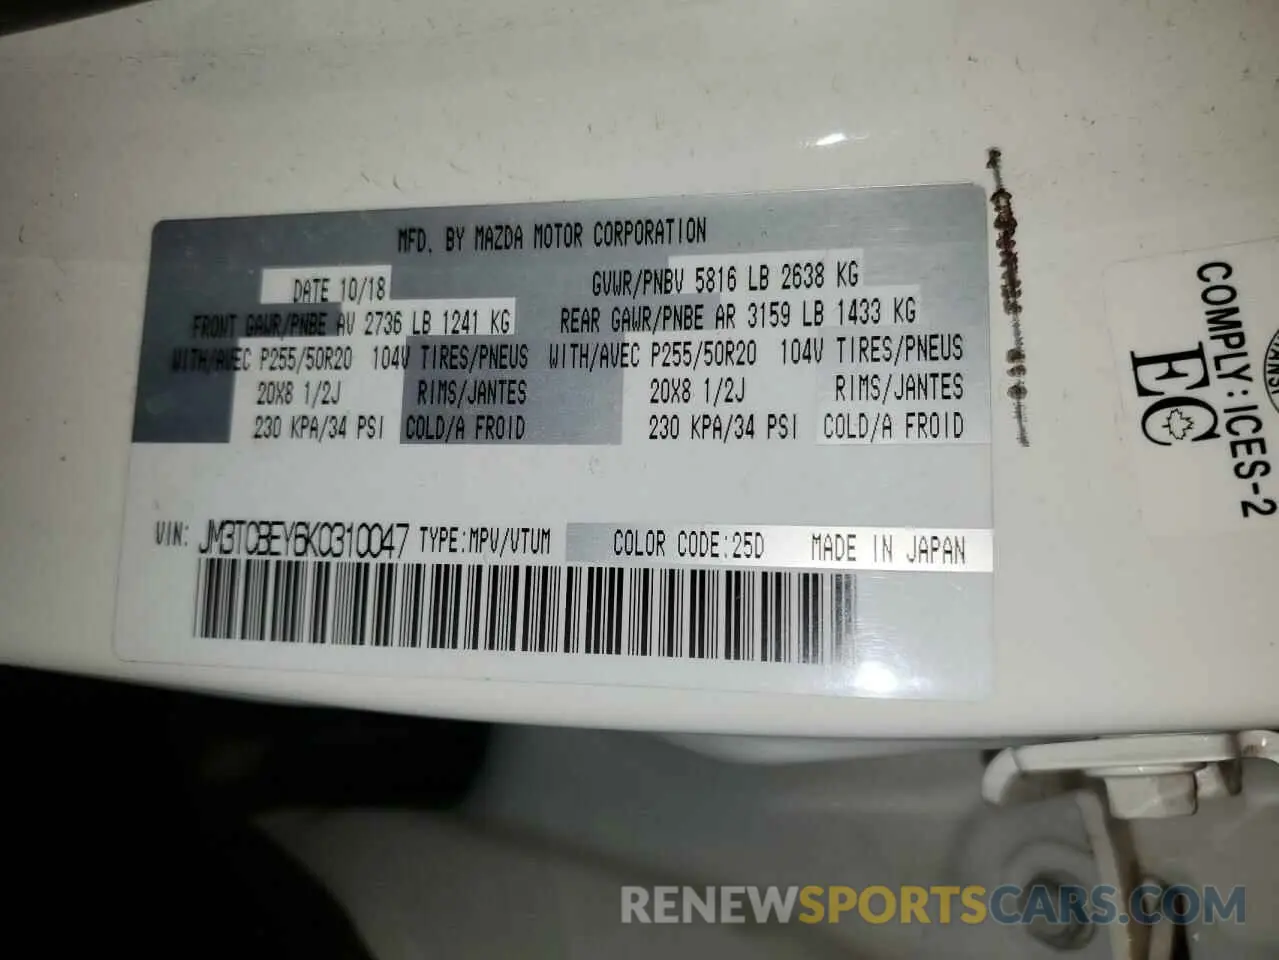 MFD. BY MAZDA MOTOR CORPORATION
DATE 10/18 GVWR/PNBV 5816 LB 2638 KG
FRONT GAWR/PNBE AV 2736 LB 1241 KG REAR GAWR/PNBE AR 3159 LB 1433 KG
WITH/AVEC P255/50R20 104V TIRES/PNEUS WITH/AVEC P255/50R20 104V TIRES/PNEUS
20X8 1/2J RIMS/JANTES 20X8 1/2J RIMS/JANTES
230 KPA/34 PSI COLD/A FROID 230 KPA/34 PSI COLD/A FROID
VIN: JM3TCBEY6K0310047 TYPE:MPV/VTUM COLOR CODE:25D MADE IN JAPAN
COMPLY:ICES-2
EC
RENEWSPORTSCARS.COM